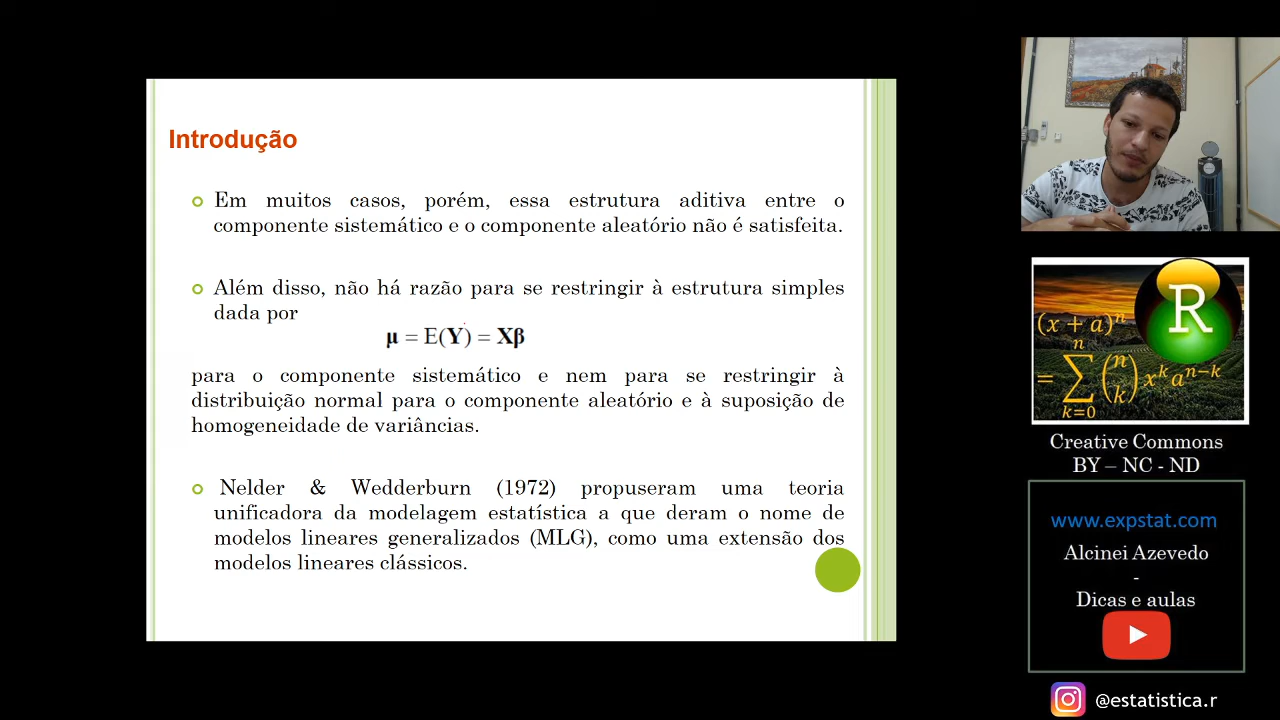 Introdução
Em muitos casos, porém, essa estrutura aditiva entre o
componente sistemático e o componente aleatório não é satisfeita.
Além disso, não há razão para se restringir à estrutura simples
dada por
μ = E(Y) = Xβ
para o componente sistemático e nem para se restringir à
distribuição normal para o componente aleatório e à suposição de
homogeneidade de variâncias.
Nelder & Wedderburn (1972) propuseram uma teoria
unificadora da modelagem estatística a que deram o nome de
modelos lineares generalizados (MLG), como uma extensão dos
modelos lineares clássicos.
R
(x + a)^n
= ∑_{k=0}^{n} (n k) x^k a^{n-k}
Creative Commons
BY – NC - ND
www.expstat.com
Alcinei Azevedo
-
Dicas e aulas
@estatistica.r